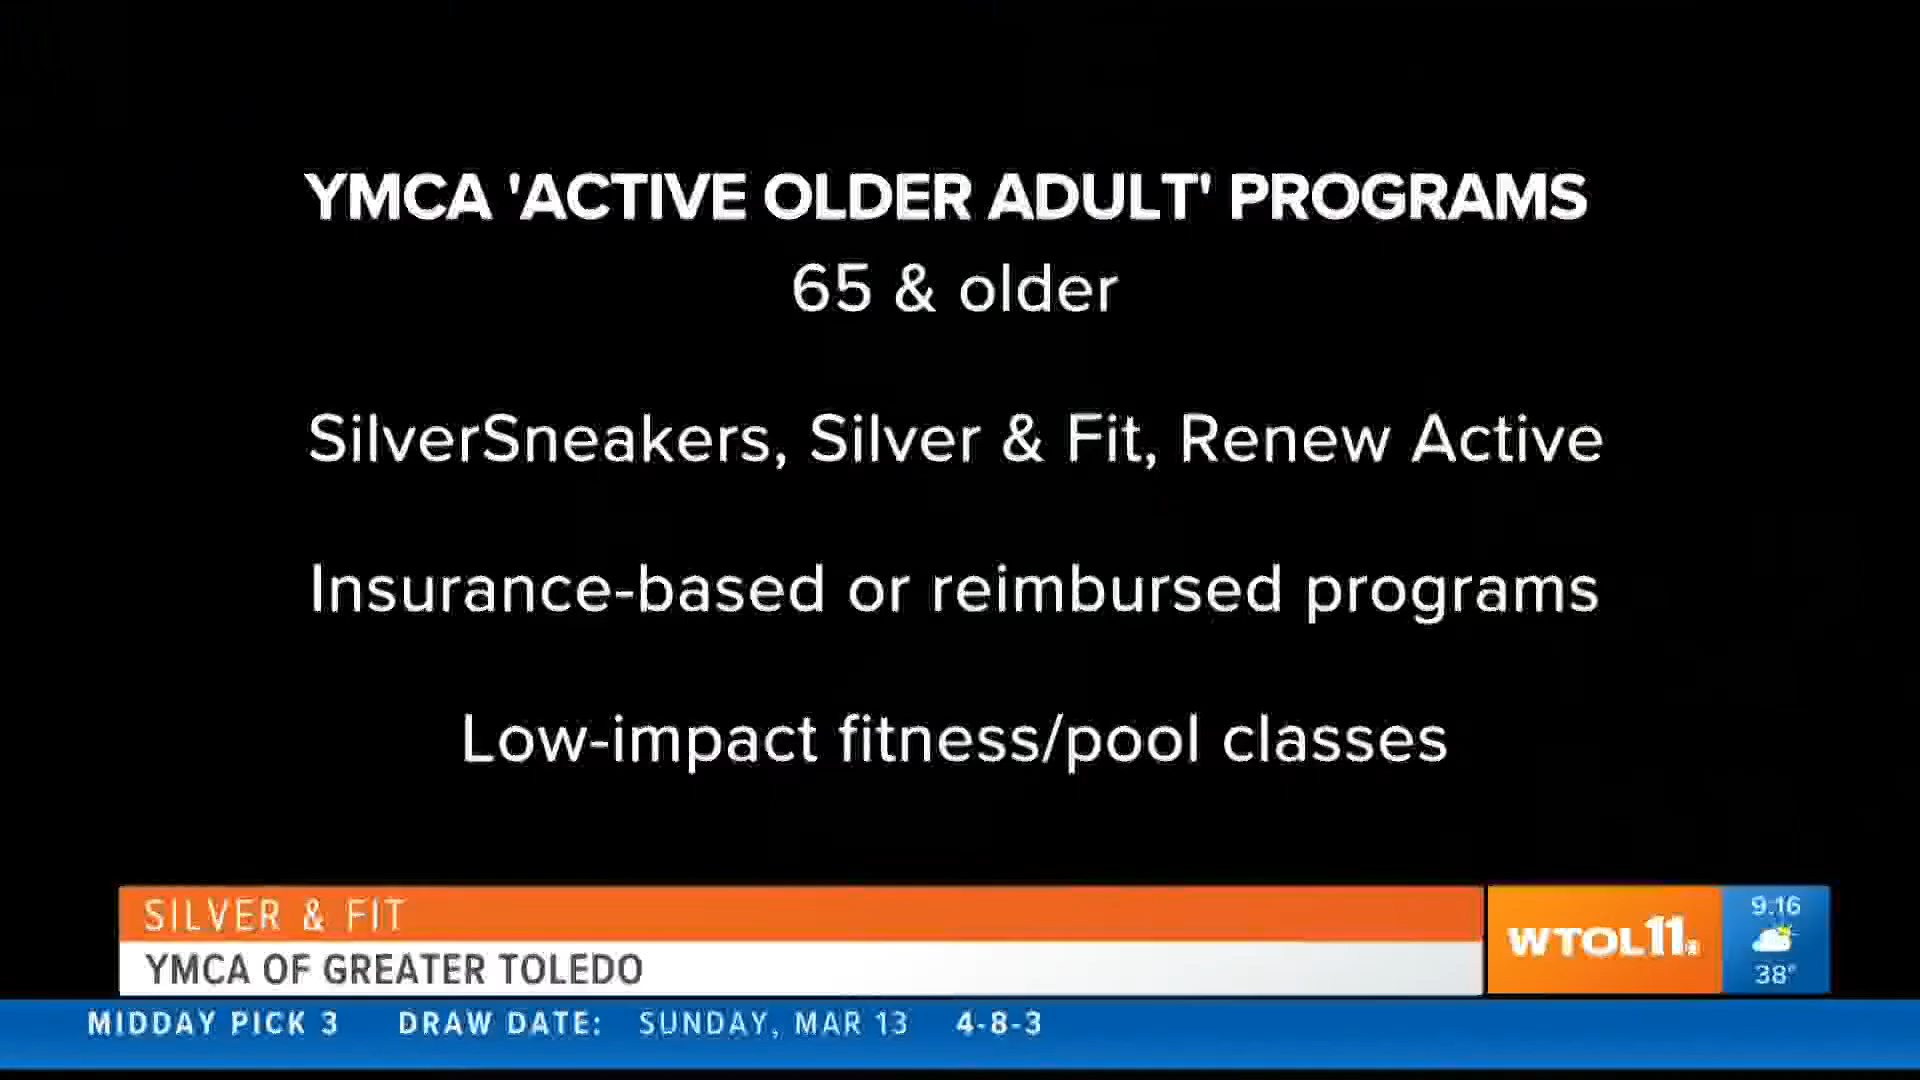 YMCA 'ACTIVE OLDER ADULT' PROGRAMS
65 & older
SilverSneakers, Silver & Fit, Renew Active
Insurance-based or reimbursed programs
Low-impact fitness/pool classes
SILVER & FIT
YMCA OF GREATER TOLEDO
WTOL11
9:16
38°
MIDDAY PICK 3 DRAW DATE: SUNDAY, MAR 13 4-8-3